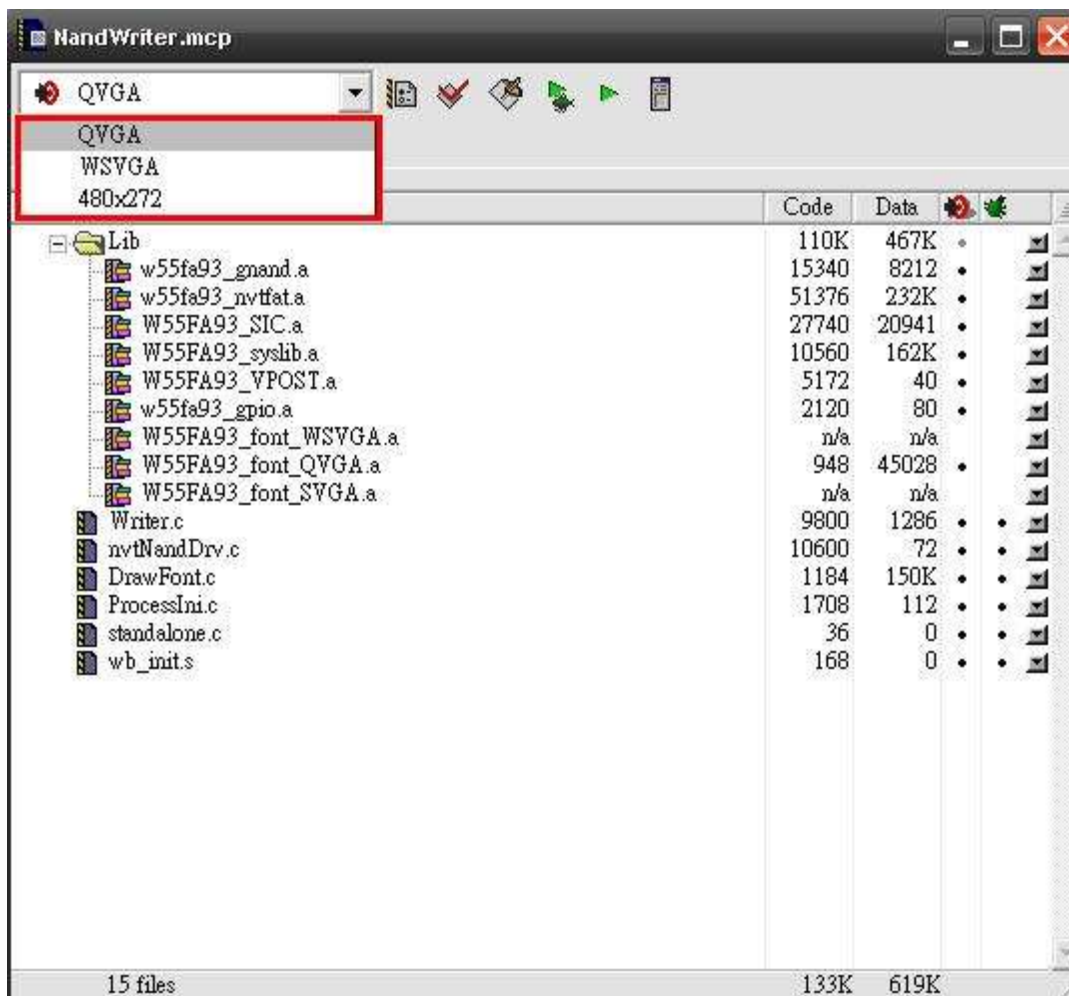 NandWriter.mcp
QVGA
QVGA
WSVGA
480x272
Code Data
Lib 110K 467K
w55fa93_gnand.a 15340 8212
w55fa93_nvtfat.a 51376 232K
W55FA93_SIC.a 27740 20941
W55FA93_syslib.a 10560 162K
W55FA93_VPOST.a 5172 40
w55fa93_gpio.a 2120 80
W55FA93_font_WSVGA.a n/a n/a
W55FA93_font_QVGA.a 948 45028
W55FA93_font_SVGA.a n/a n/a
Writer.c 9800 1286
nvtNandDrv.c 10600 72
DrawFont.c 1184 150K
ProcessIni.c 1708 112
standalone.c 36 0
wb_init.s 168 0
15 files 133K 619K